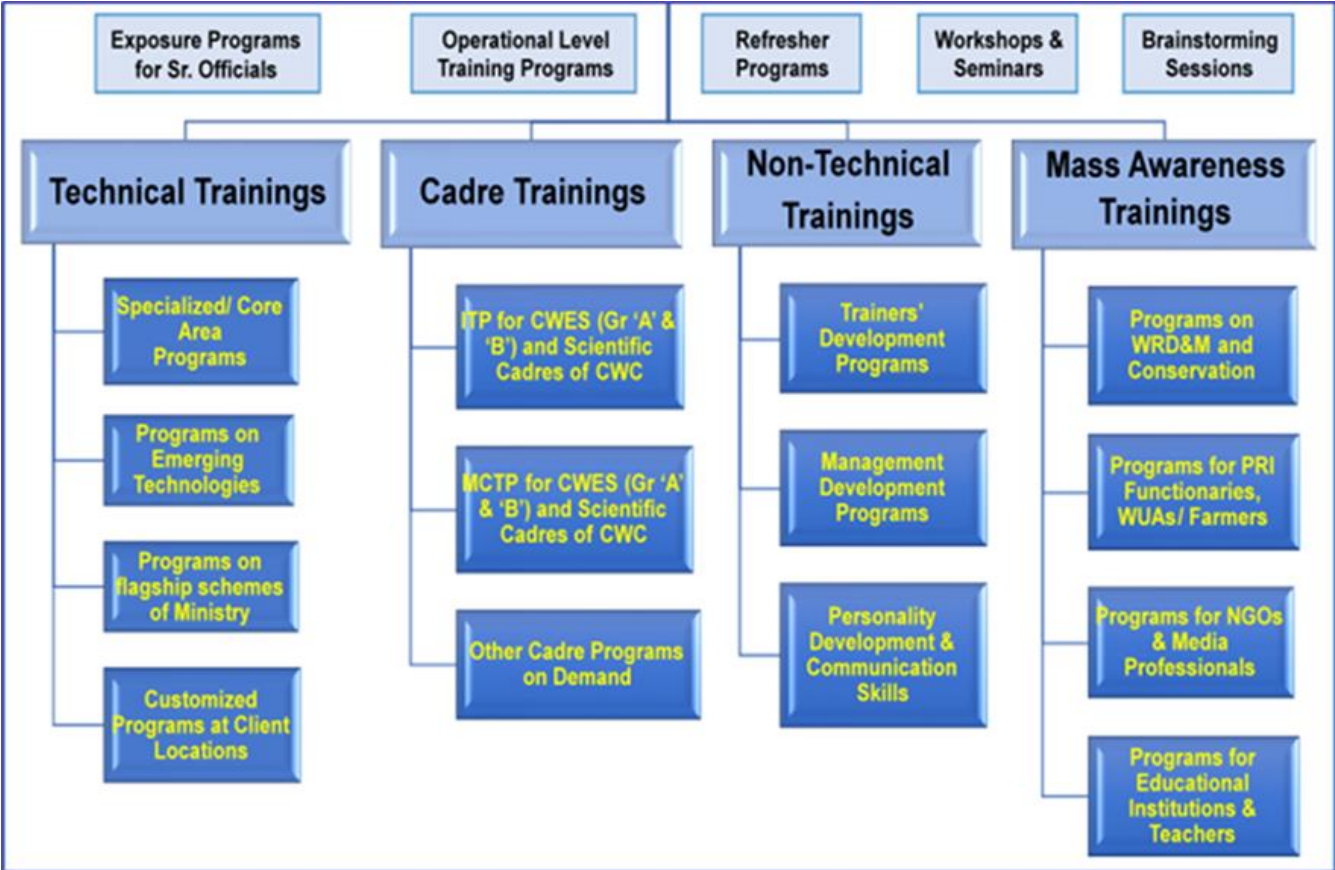 Exposure Programs
for Sr. Officials
Operational Level
Training Programs
Refresher
Programs
Workshops &
Seminars
Brainstorming
Sessions
Technical Trainings
Specialized/ Core
Area
Programs
Programs on
Emerging
Technologies
Programs on
flagship schemes
of Ministry
Customized
Programs at Client
Locations
Cadre Trainings
ITP for CWES (Gr ‘A’ &
‘B’) and Scientific
Cadres of CWC
MCTP for CWES (Gr ‘A’
& ‘B’) and Scientific
Cadres of CWC
Other Cadre Programs
on Demand
Non-Technical
Trainings
Trainers’
Development
Programs
Management
Development
Programs
Personality
Development &
Communication
Skills
Mass Awareness
Trainings
Programs on
WRD&M and
Conservation
Programs for PRI
Functionaries,
WUAs/ Farmers
Programs for NGOs
& Media
Professionals
Programs for
Educational
Institutions &
Teachers